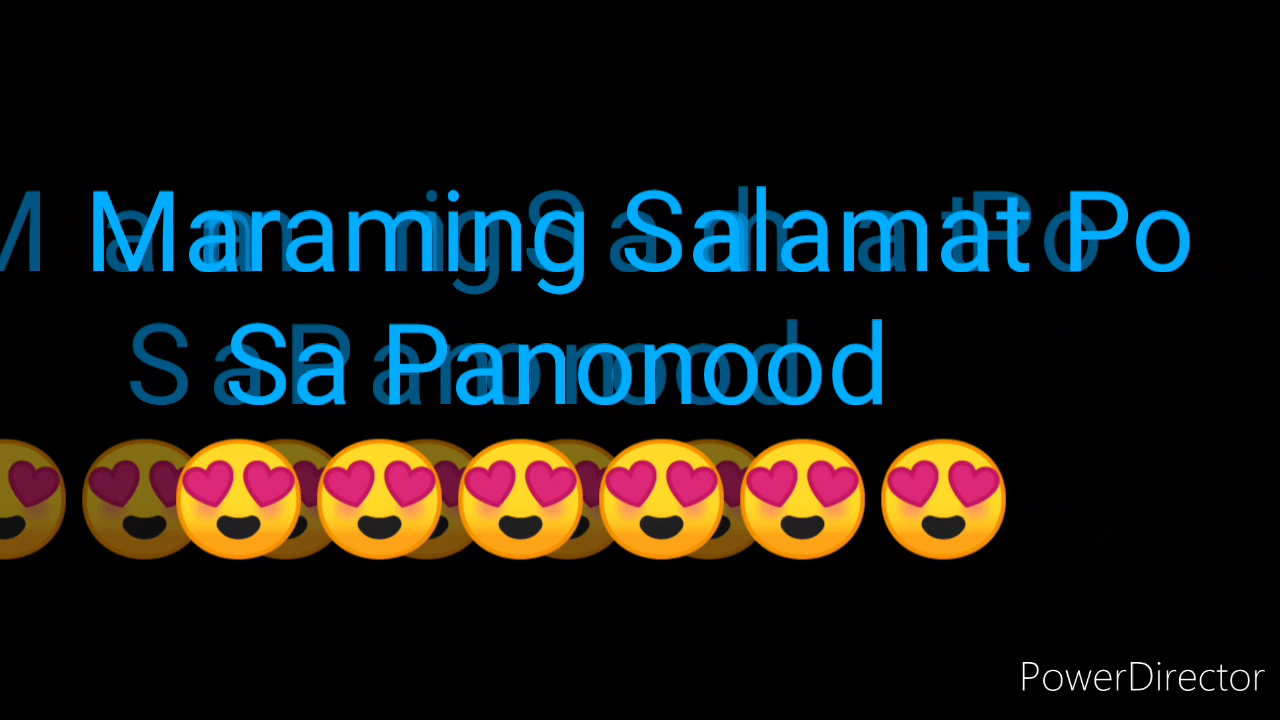 Maraming Salamat Po
Sa Panonood
😍😍😍😍😍😍
PowerDirector